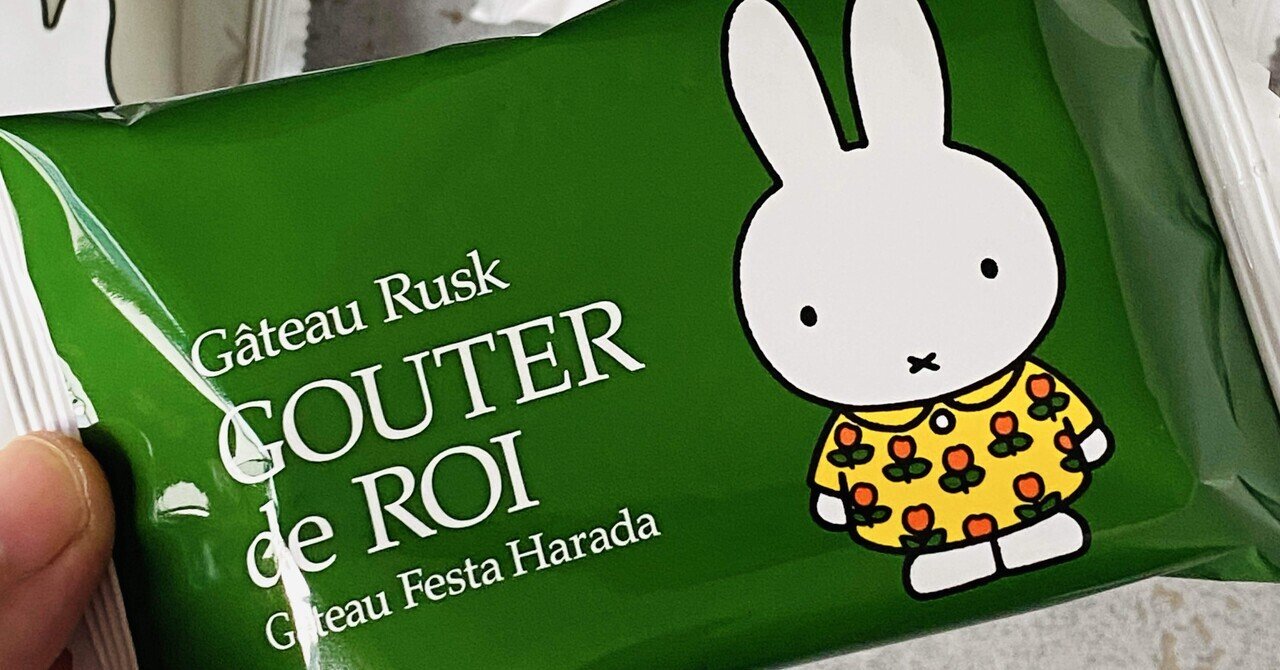 Gâteau Rusk
GOUTER
de ROI
Gâteau Festa Harada